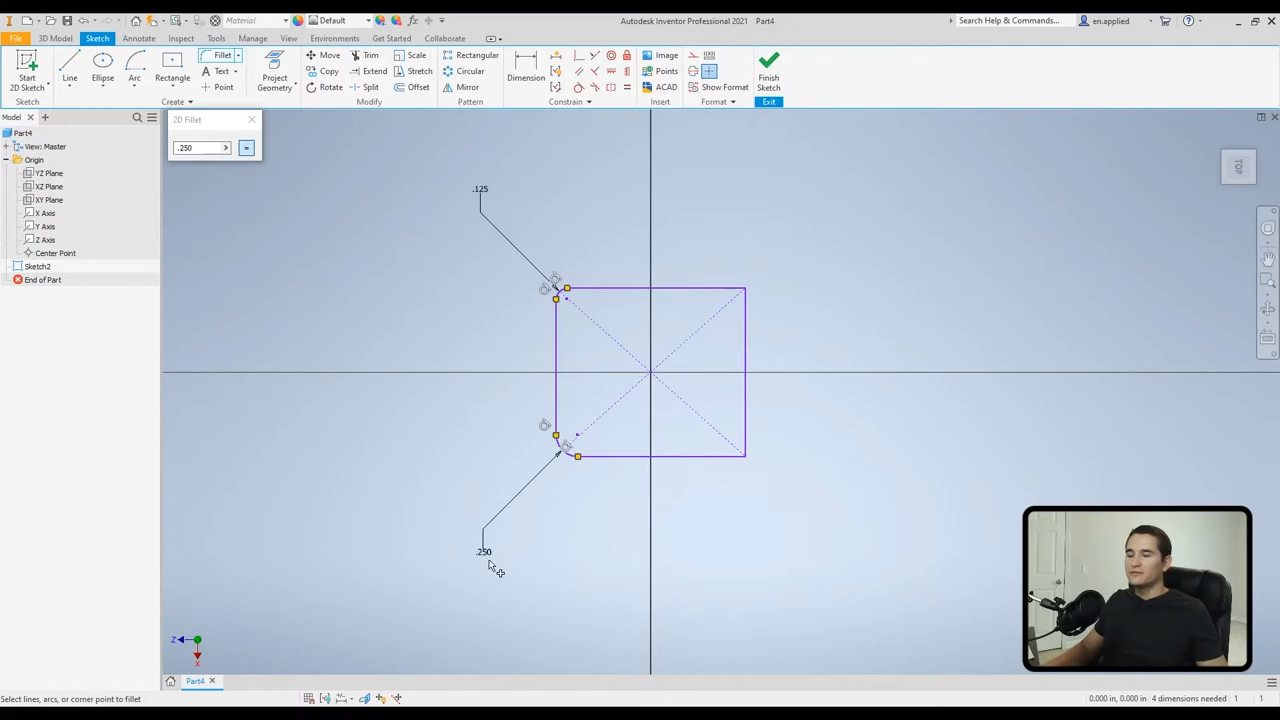 Material
Default
Autodesk Inventor Professional 2021 Part4
Search Help & Commands...
en.applied
File
3D Model
Sketch
Annotate
Inspect
Tools
Manage
View
Environments
Get Started
Collaborate
Start
2D Sketch
Line
Ellipse
Arc
Rectangle
Fillet
Text
Point
Project
Geometry
Move
Copy
Rotate
Trim
Extend
Split
Scale
Stretch
Offset
Rectangular
Circular
Mirror
Dimension
Image
Points
ACAD
Show Format
Finish
Sketch
Sketch
Create
Modify
Pattern
Constrain
Insert
Format
Exit
Model
2D Fillet
.250
=
Part4
View: Master
Origin
YZ Plane
XZ Plane
XY Plane
X Axis
Y Axis
Z Axis
Center Point
Sketch2
End of Part
TOP
.125
.250
Z
X
Part4
Select lines, arcs, or corner point to fillet
0.000 in, 0.000 in
4 dimensions needed
1
1